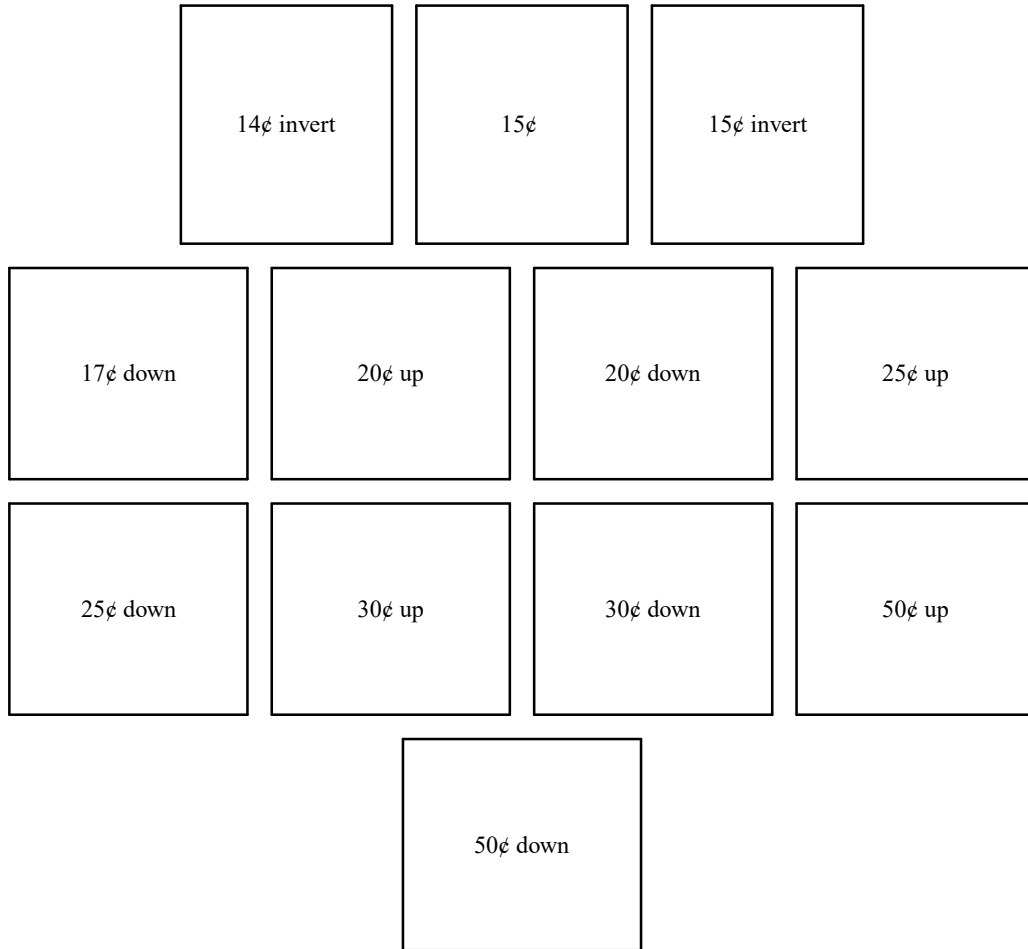 14¢ invert
15¢
15¢ invert
17¢ down
20¢ up
20¢ down
25¢ up
25¢ down
30¢ up
30¢ down
50¢ up
50¢ down